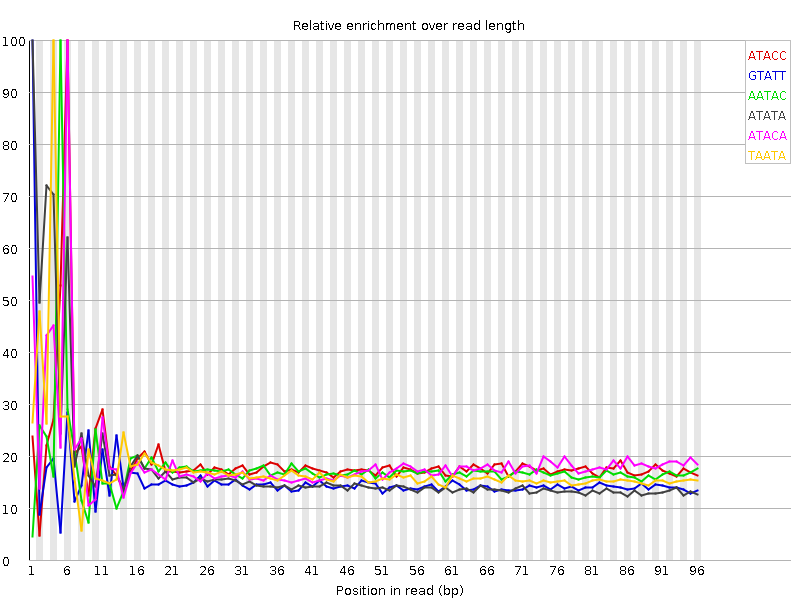 Relative enrichment over read length
100
90
80
70
60
50
40
30
20
10
0
ATACC
GTATT
AATAC
ATATA
ATACA
TAATA
1 6 11 16 21 26 31 36 41 46 51 56 61 66 71 76 81 86 91 96
Position in read (bp)